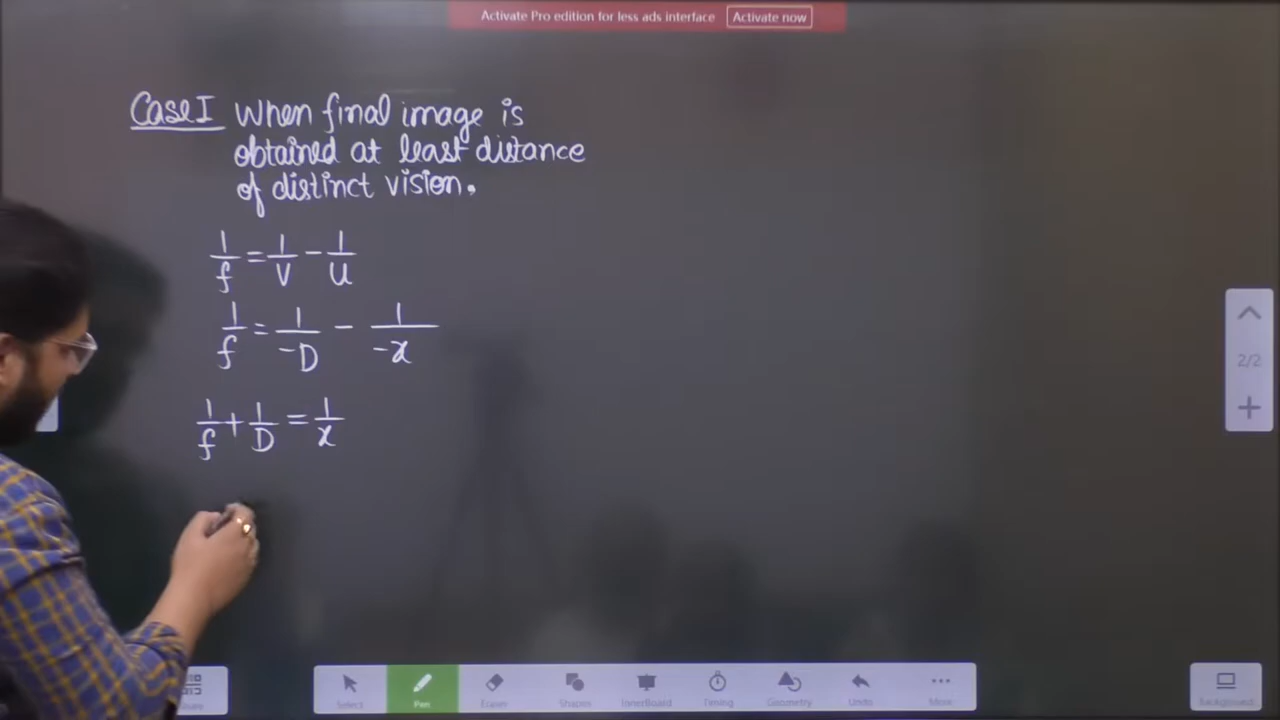 Activate Pro edition for less ads interface Activate now
Case I When final image is
obtained at least distance
of distinct vision.
1/f = 1/v - 1/u
1/f = 1/-D - 1/-x
1/f + 1/D = 1/x
2/2
Select Pen Eraser Shapes InnerBoard Timing Geometry Undo More
Background